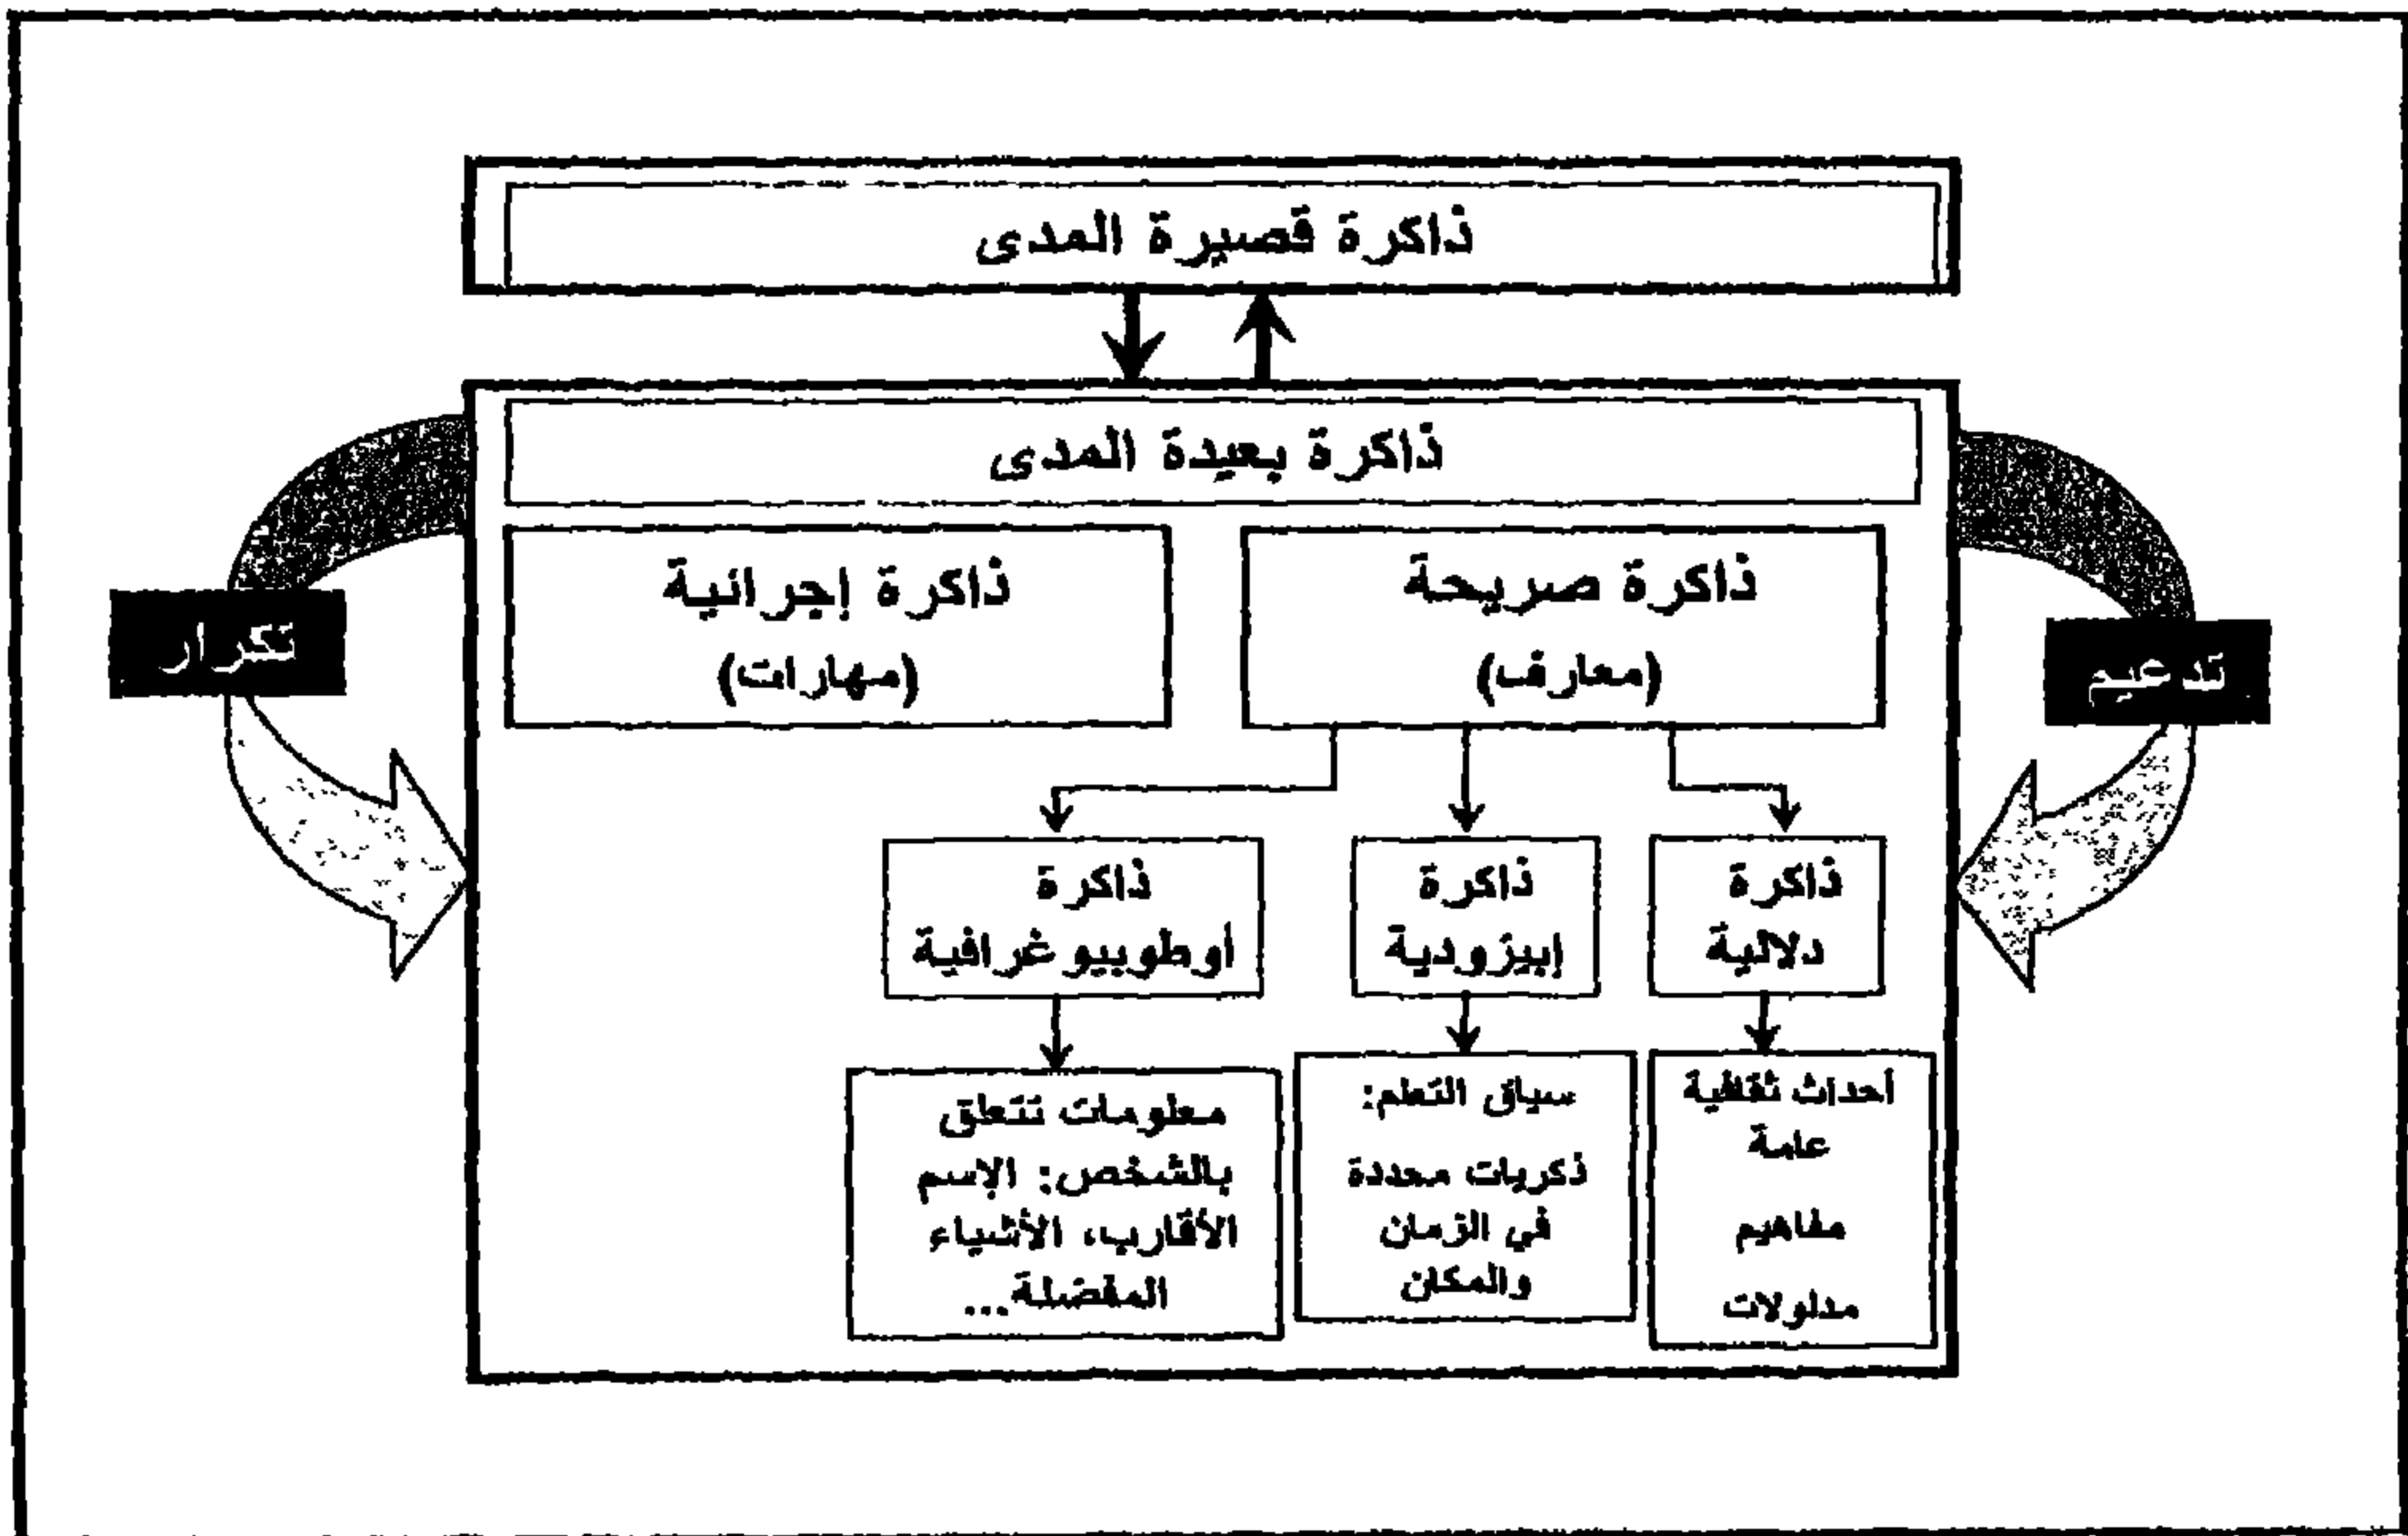 ذاكرة قصيرة المدى
ذاكرة بعيدة المدى
ذاكرة صريحة
(معارف)
ذاكرة إجرائية
(مهارات)
تدعيم
تكرار
ذاكرة
دلالية
ذاكرة
إبيزودية
ذاكرة
أوطوبيوغرافية
أحداث ثقافية
عامة
مفاهيم
مدلولات
سياق التعلم:
ذكريات محددة
في الزمان
والمكان
معلومات تتعلق
بالشخص: الإسم
الأقارب، الأشياء
المفضلة...